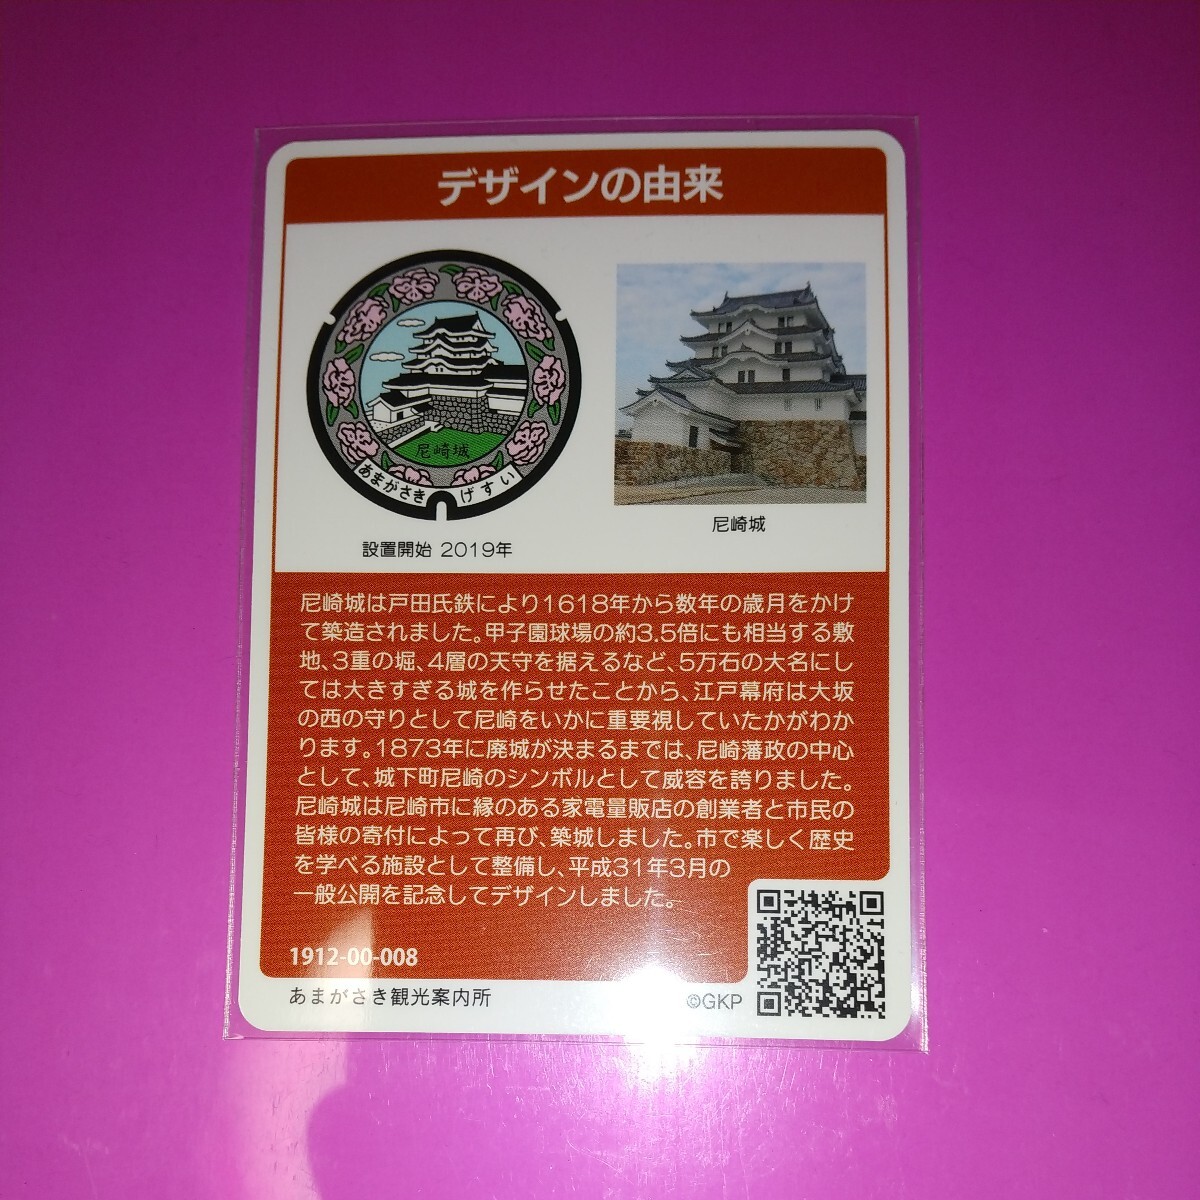 デザインの由来
尼崎城
あまがさき げすい
設置開始 2019年
尼崎城
尼崎城は戸田氏鉄により1618年から数年の歳月をかけ
て築造されました。甲子園球場の約3.5倍にも相当する敷
地、3重の堀、4層の天守を据えるなど、5万石の大名にし
ては大きすぎる城を作らせたことから、江戸幕府は大坂
の西の守りとして尼崎をいかに重要視していたかがわか
ります。1873年に廃城が決まるまでは、尼崎藩政の中心
として、城下町尼崎のシンボルとして威容を誇りました。
尼崎城は尼崎市に縁のある家電量販店の創業者と市民の
皆様の寄付によって再び、築城しました。市で楽しく歴史
を学べる施設として整備し、平成31年3月の
一般公開を記念してデザインしました。
1912-00-008
あまがさき観光案内所
©GKP